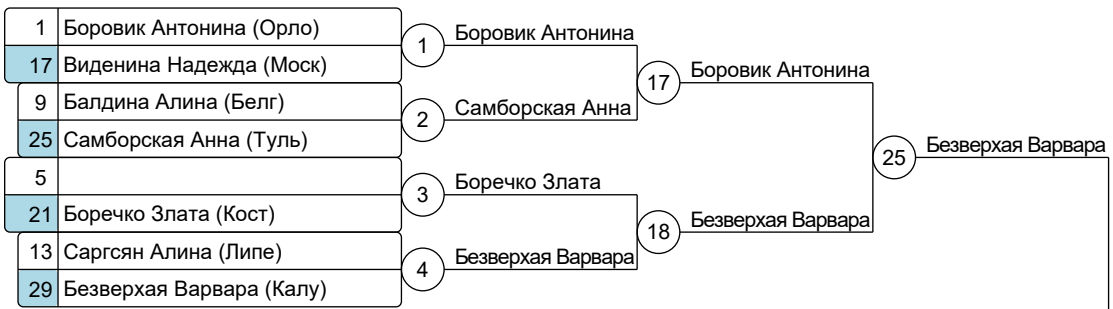 1 Боровик Антонина (Орло)
17 Виденина Надежда (Моск)
9 Балдина Алина (Белг)
25 Самборская Анна (Туль)
5
21 Боречко Злата (Кост)
13 Саргсян Алина (Липе)
29 Безверхая Варвара (Калу)
1 Боровик Антонина
2 Самборская Анна
3 Боречко Злата
4 Безверхая Варвара
17 Боровик Антонина
18 Безверхая Варвара
25 Безверхая Варвара